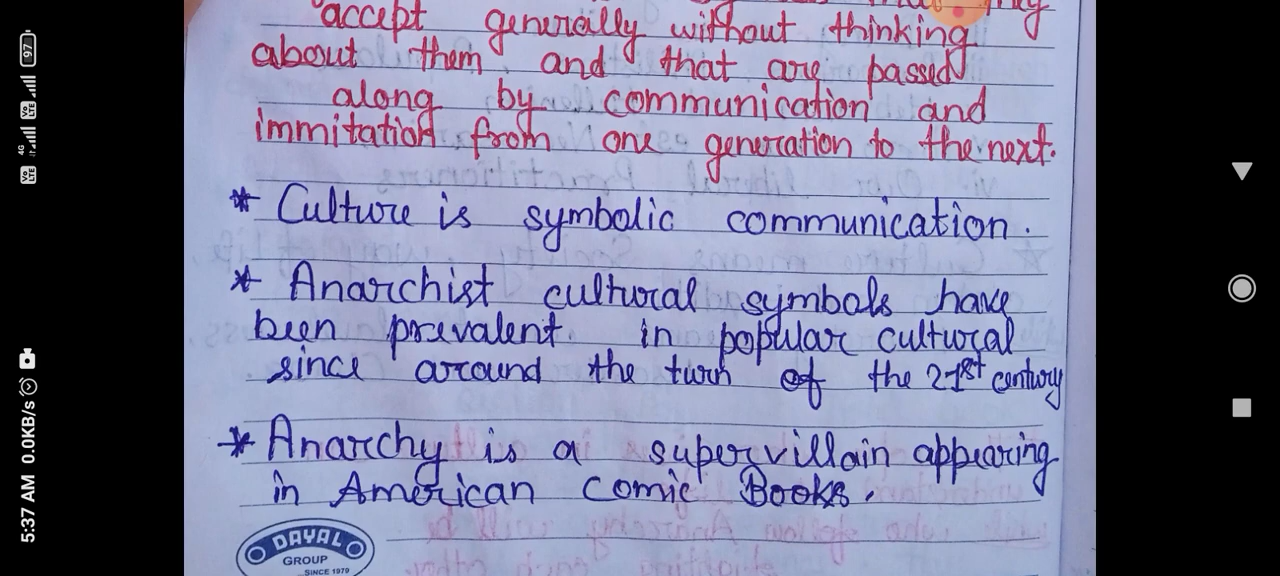 accept generally without thinking
about them and that are passed
along by communication and
immitation from one generation to the next.
* Culture is symbolic communication.
* Anarchist cultural symbols have
been prevalent. in popular cultural
since around the turn of the 21st century
* Anarchy is a supervillain appearing
in American Comic Books.
DAYAL
GROUP
SINCE 1979
5:37 AM 0.0KB/s
4G
97